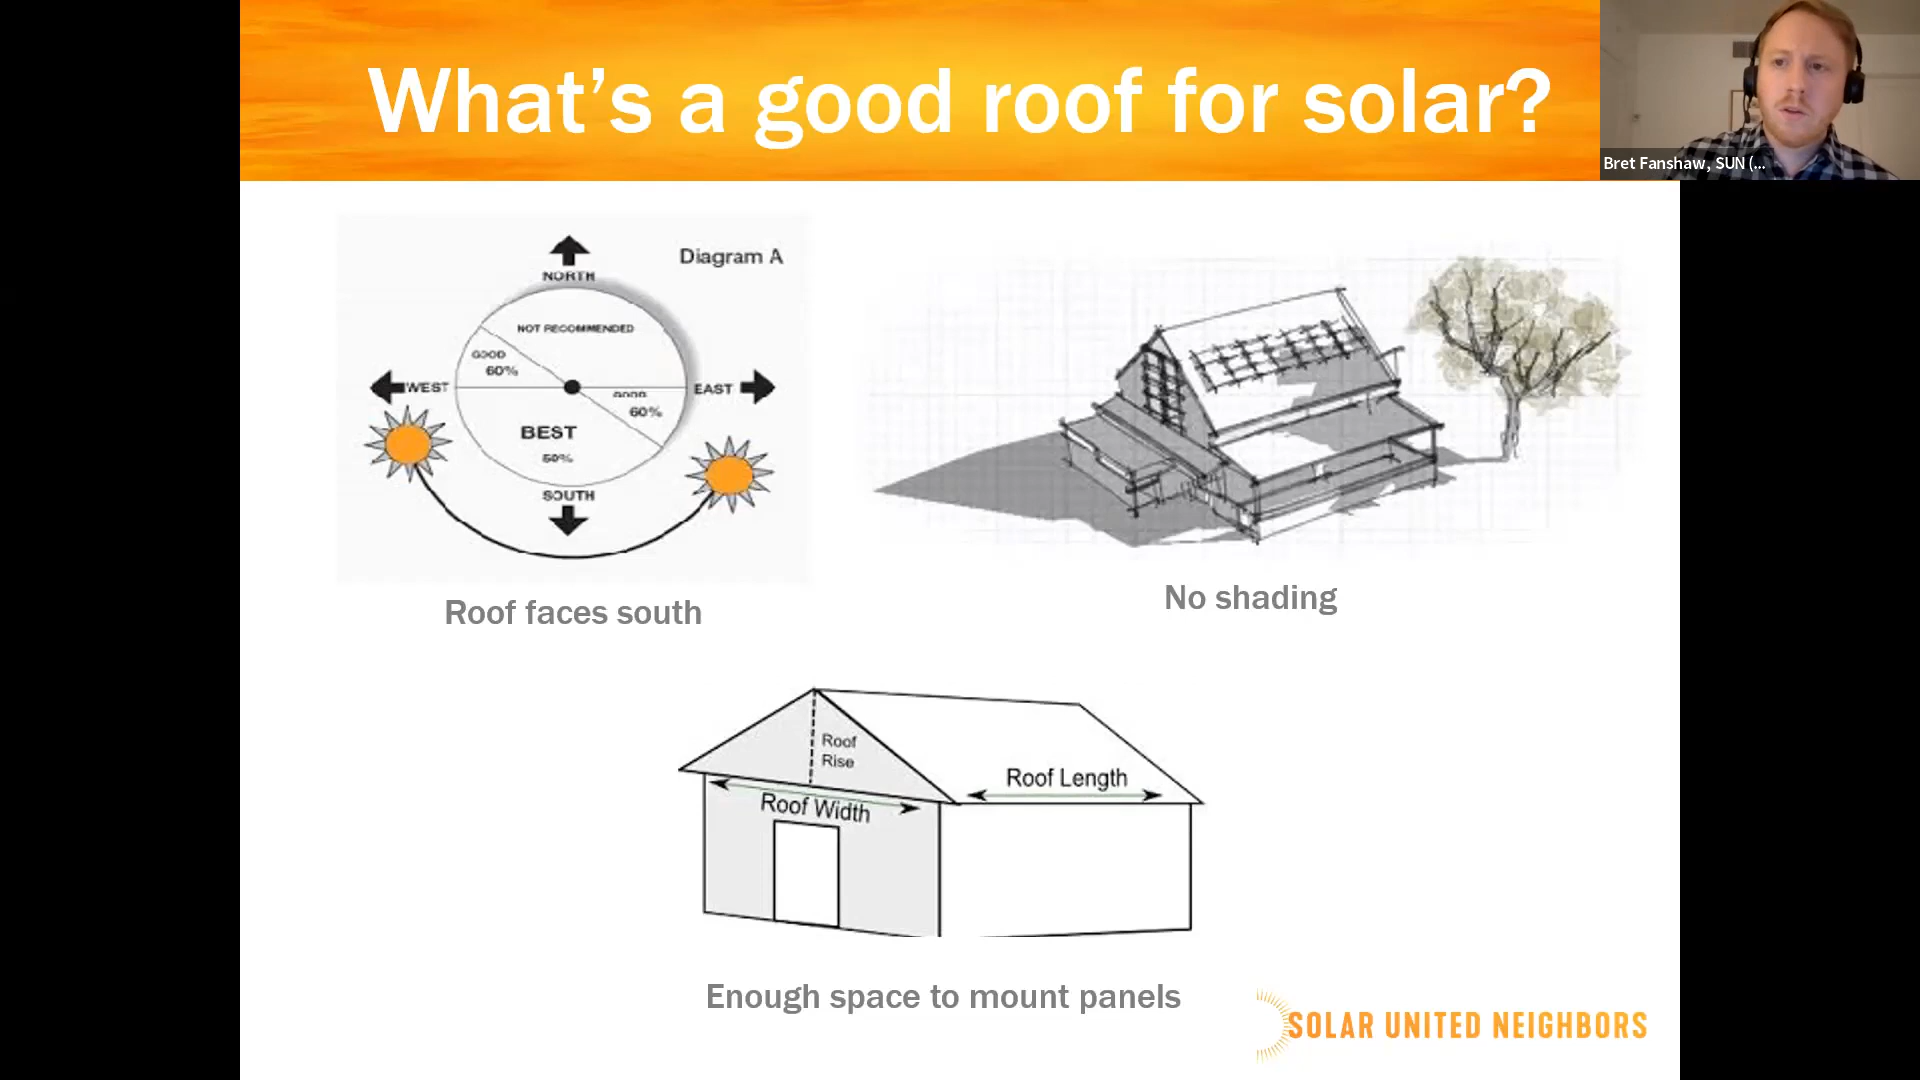 What's a good roof for solar?
Bret Fanshaw, SUN (...
Diagram A
NORTH
NOT RECOMMENDED
GOOD
60%
WEST
EAST
GOOD
60%
BEST
50%
SOUTH
Roof faces south
No shading
Roof
Rise
Roof Width
Roof Length
Enough space to mount panels
SOLAR UNITED NEIGHBORS